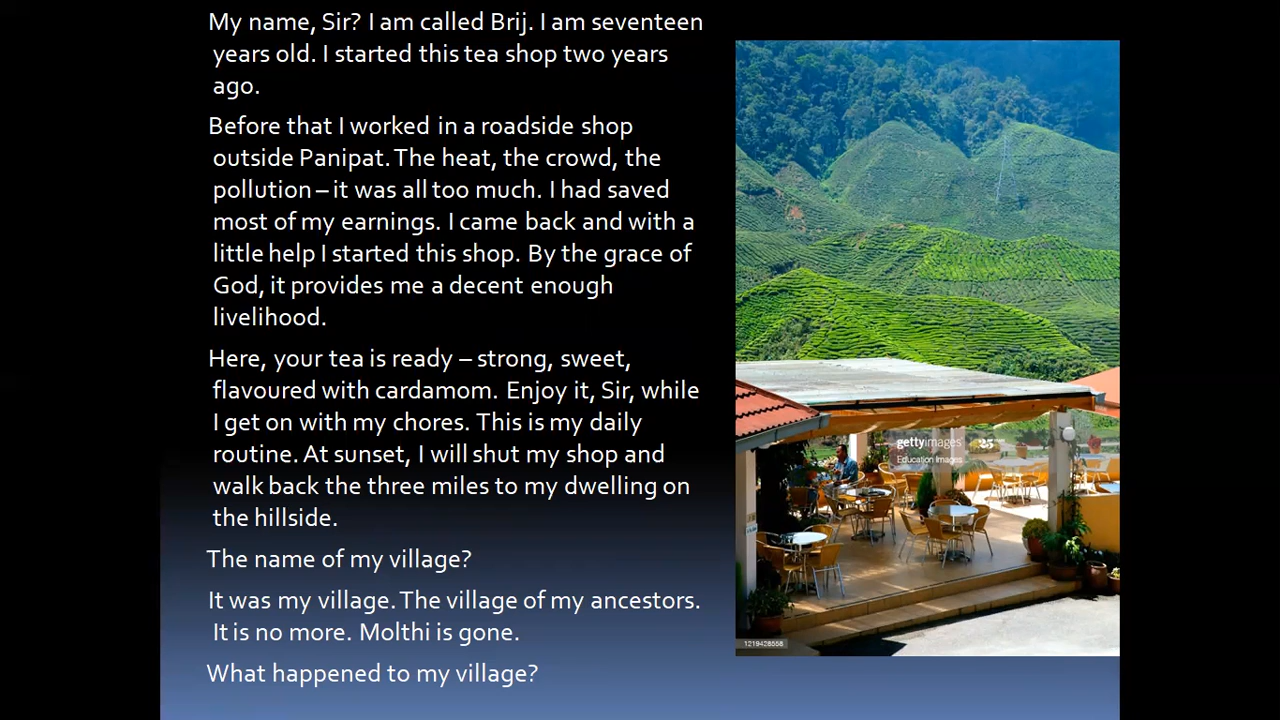 My name, Sir? I am called Brij. I am seventeen
years old. I started this tea shop two years
ago.
Before that I worked in a roadside shop
outside Panipat. The heat, the crowd, the
pollution – it was all too much. I had saved
most of my earnings. I came back and with a
little help I started this shop. By the grace of
God, it provides me a decent enough
livelihood.
Here, your tea is ready – strong, sweet,
flavoured with cardamom. Enjoy it, Sir, while
I get on with my chores. This is my daily
routine. At sunset, I will shut my shop and
walk back the three miles to my dwelling on
the hillside.
The name of my village?
It was my village. The village of my ancestors.
It is no more. Molthi is gone.
What happened to my village?
gettyimages
Education Images
1219428558